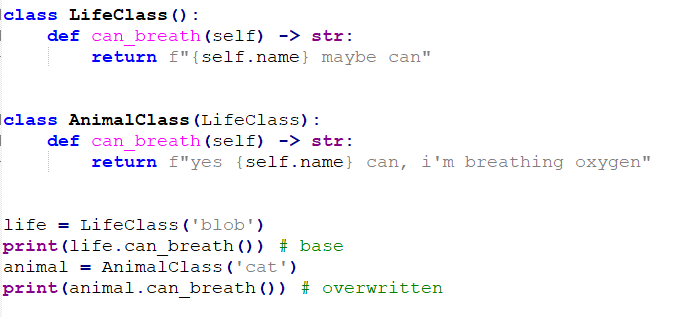 class LifeClass():
    def can_breath(self) -> str:
        return f"{self.name} maybe can"
class AnimalClass(LifeClass):
    def can_breath(self) -> str:
        return f"yes {self.name} can, i'm breathing oxygen"
life = LifeClass('blob')
print(life.can_breath()) # base
animal = AnimalClass('cat')
print(animal.can_breath()) # overwritten